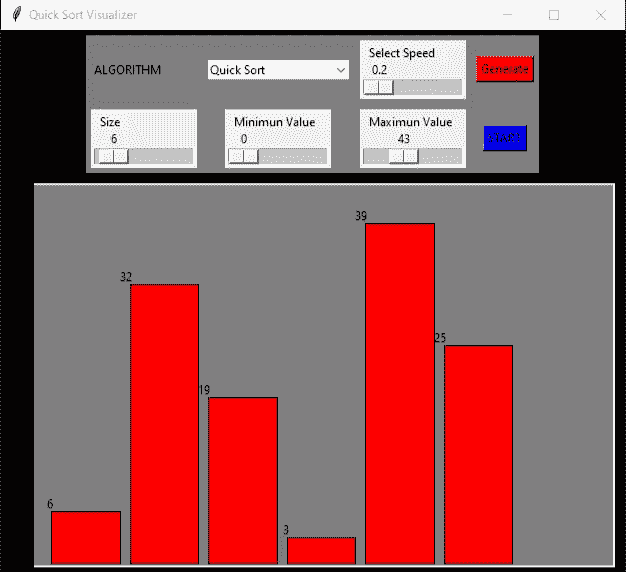 Quick Sort Visualizer
ALGORITHM
Quick Sort
Select Speed
0.2
Generate
Size
6
Minimun Value
0
Maximun Value
43
39
32
25
19
6
3